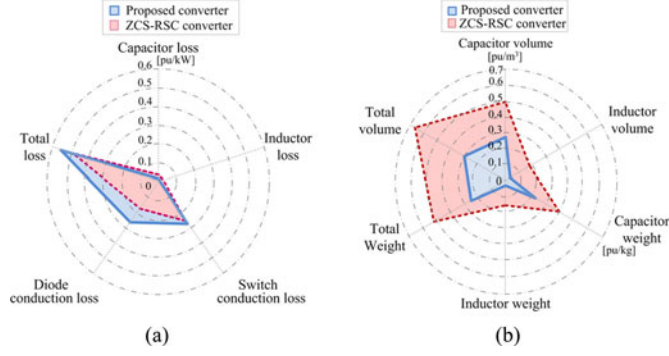 Proposed converter
ZCS-RSC converter
Capacitor loss
[pu/kW]
0.6
0.5
0.4
0.3
0.2
0.1
0
Inductor
loss
Total
loss
Diode
conduction loss
Switch
conduction loss
(a)
Proposed converter
ZCS-RSC converter
Capacitor volume
[pu/m³]
0.7
0.6
0.5
0.4
0.3
0.2
0.1
0
Inductor
volume
Total
volume
Capacitor
weight
[pu/kg]
Total
Weight
Inductor weight
(b)